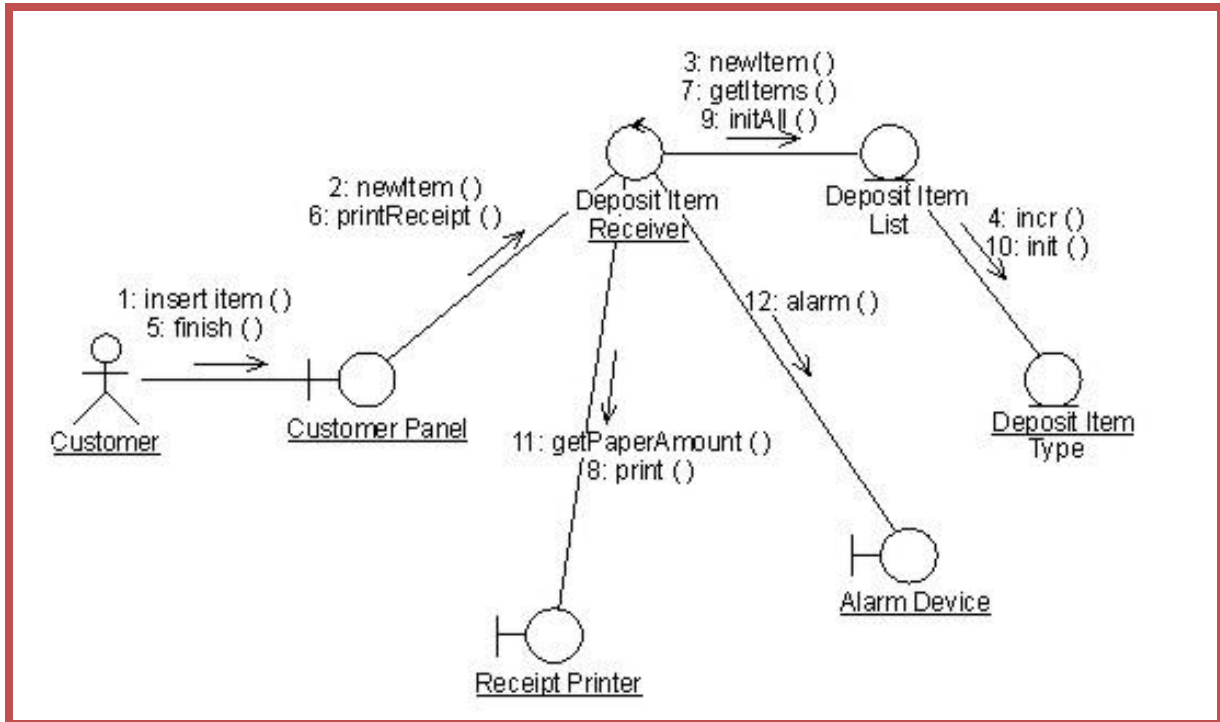 3: newItem ()
7: getItems ()
9: initAll ()
2: newItem ()
6: printReceipt ()
Deposit Item
Receiver
Deposit Item
List
4: incr ()
10: init ()
1: insert item ()
5: finish ()
12: alarm ()
Customer
Customer Panel
11: getPaperAmount ()
8: print ()
Deposit Item
Type
Alarm Device
Receipt Printer